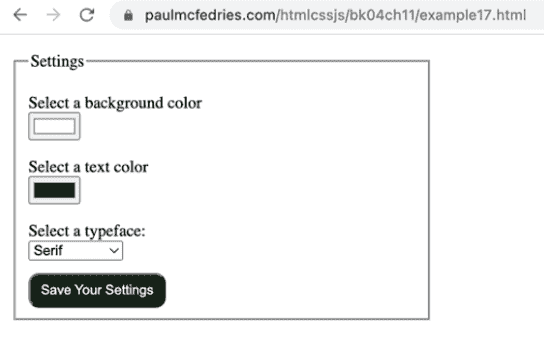 paulmcfedries.com/htmlcssjs/bk04ch11/example17.html
Settings
Select a background color
Select a text color
Select a typeface:
Serif
Save Your Settings